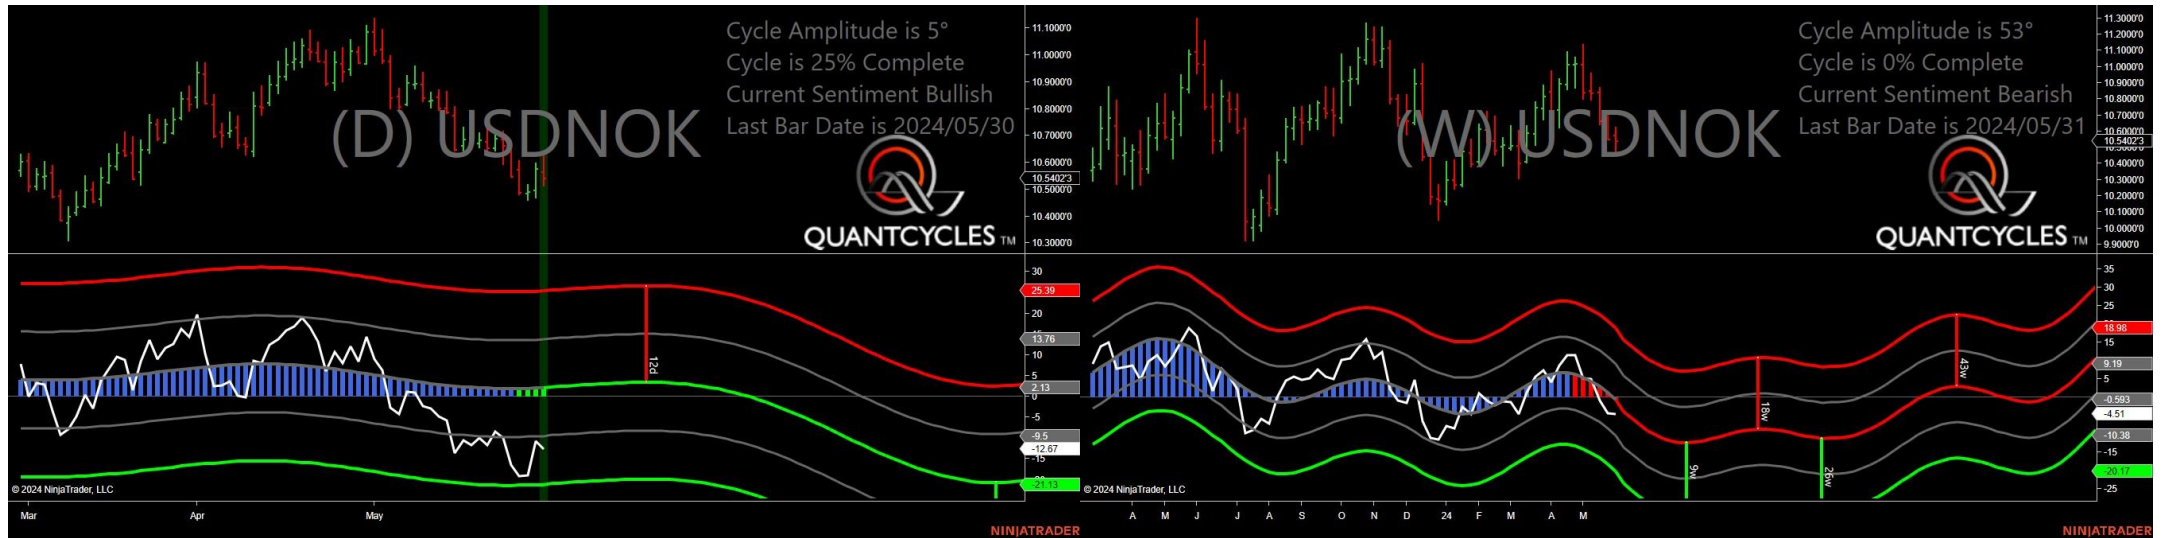 Cycle Amplitude is 5°
Cycle is 25% Complete
Current Sentiment Bullish
Last Bar Date is 2024/05/30
(D) USDNOK
QUANTCYCLES TM
11.1000'0
11.0000'0
10.9000'0
10.8000'0
10.7000'0
10.6000'0
10.5402'3
10.5000'0
10.4000'0
10.3000'0
30
25.39
20
13.76
10
5
2.13
0
-5
-9.5
-12.67
-15
-21.13
12d
© 2024 NinjaTrader, LLC
Mar Apr May
NINJATRADER
Cycle Amplitude is 53°
Cycle is 0% Complete
Current Sentiment Bearish
Last Bar Date is 2024/05/31
(W) USDNOK
QUANTCYCLES TM
11.3000'0
11.2000'0
11.1000'0
11.0000'0
10.9000'0
10.8000'0
10.7000'0
10.6000'0
10.5402'3
10.4000'0
10.3000'0
10.2000'0
10.1000'0
10.0000'0
9.9000'0
35
30
25
18.98
15
9.19
5
-0.593
-4.51
-10.38
-15
-20.17
-25
9w
18w
26w
43w
© 2024 NinjaTrader, LLC
A M J J A S O N D 24 F M A M
NINJATRADER